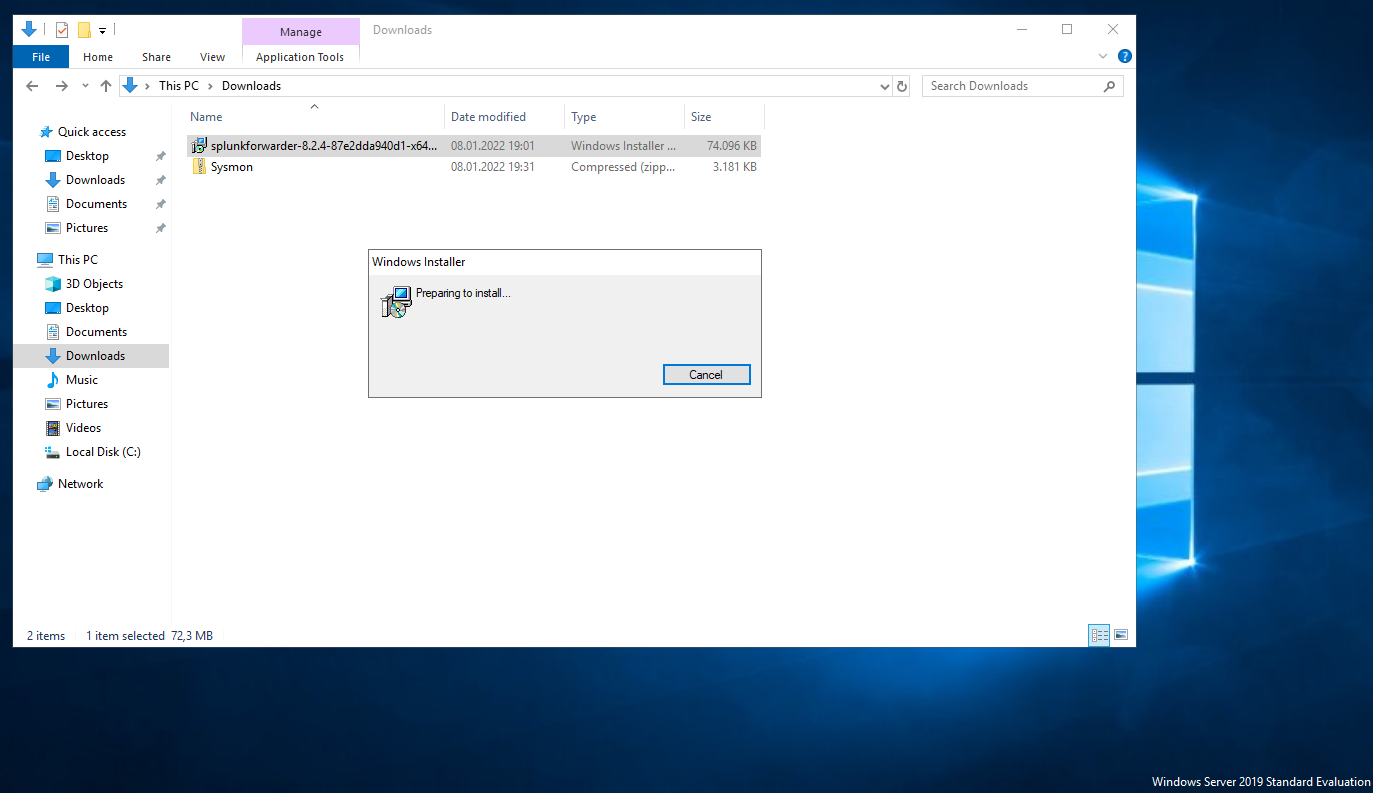 Manage
Downloads
File
Home
Share
View
Application Tools
?
This PC
Downloads
Search Downloads
Name
Date modified
Type
Size
splunkforwarder-8.2.4-87e2dda940d1-x64...
08.01.2022 19:01
Windows Installer ...
74.096 KB
Sysmon
08.01.2022 19:31
Compressed (zipp...
3.181 KB
Quick access
Desktop
Downloads
Documents
Pictures
This PC
3D Objects
Desktop
Documents
Downloads
Music
Pictures
Videos
Local Disk (C:)
Network
Windows Installer
Preparing to install...
Cancel
2 items
1 item selected 72,3 MB
Windows Server 2019 Standard Evaluation